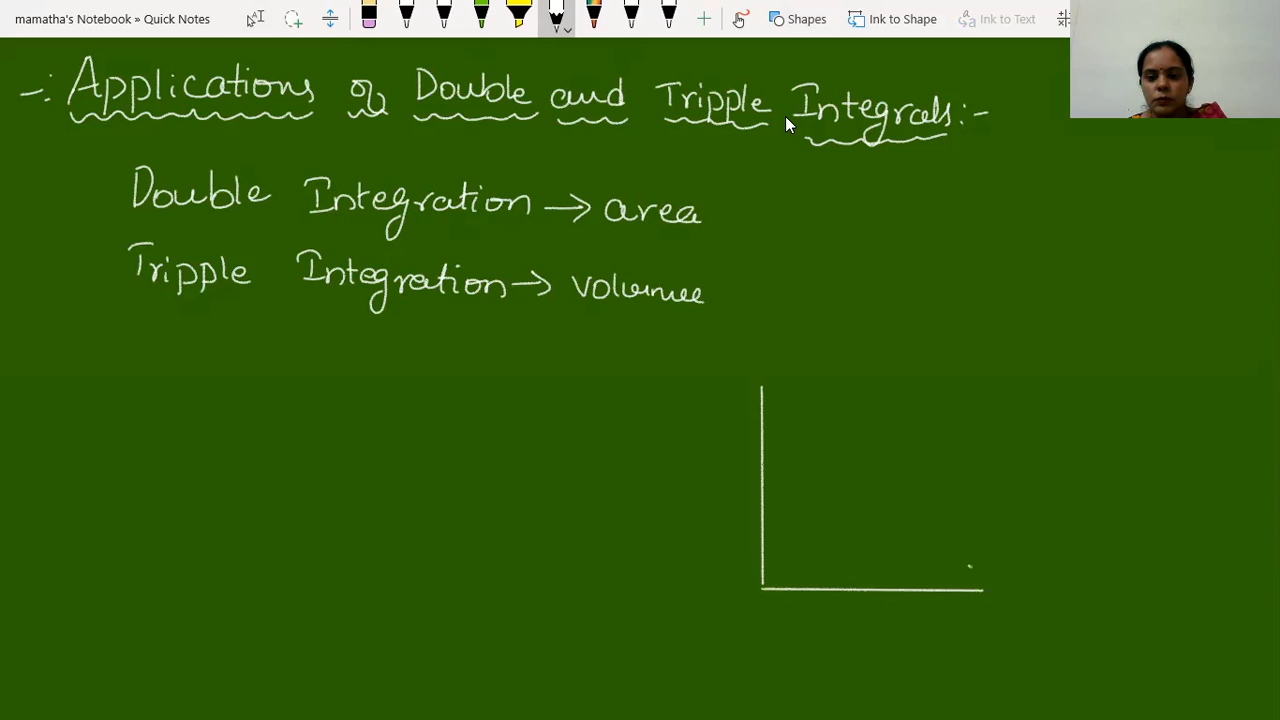 mamatha's Notebook » Quick Notes
Shapes
Ink to Shape
Ink to Text
-: Applications of Double and Tripple Integrals :-
Double Integration → area
Tripple Integration → volume